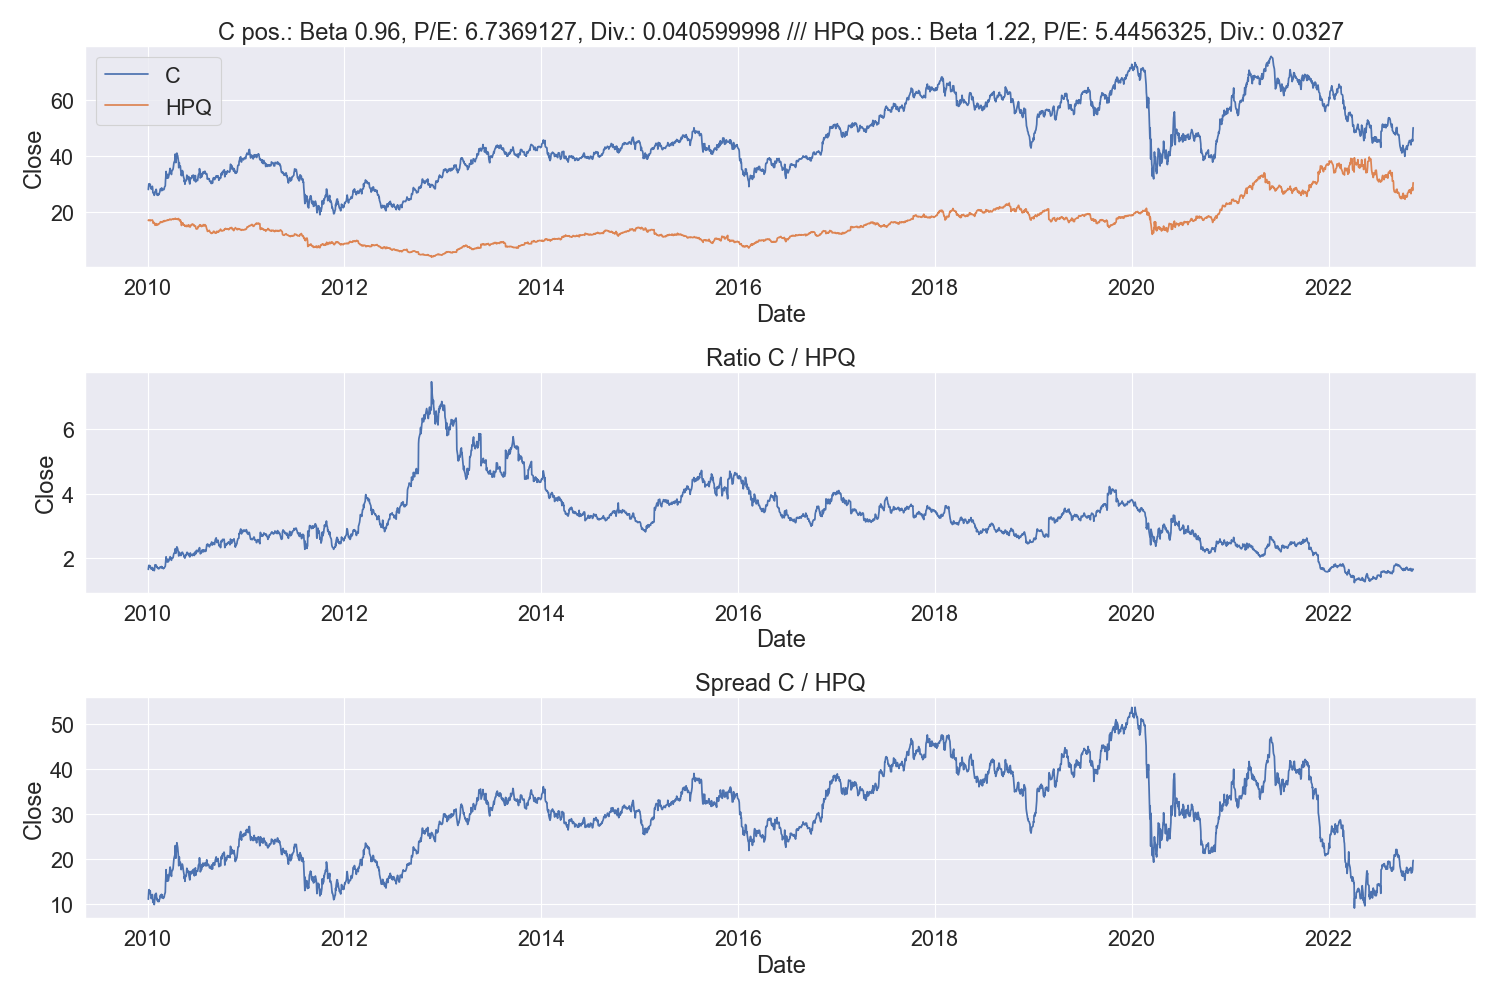 C pos.: Beta 0.96, P/E: 6.7369127, Div.: 0.040599998 /// HPQ pos.: Beta 1.22, P/E: 5.4456325, Div.: 0.0327
C
HPQ
Close
60
40
20
2010 2012 2014 2016 2018 2020 2022
Date
Ratio C / HPQ
Close
6
4
2
2010 2012 2014 2016 2018 2020 2022
Date
Spread C / HPQ
Close
50
40
30
20
10
2010 2012 2014 2016 2018 2020 2022
Date